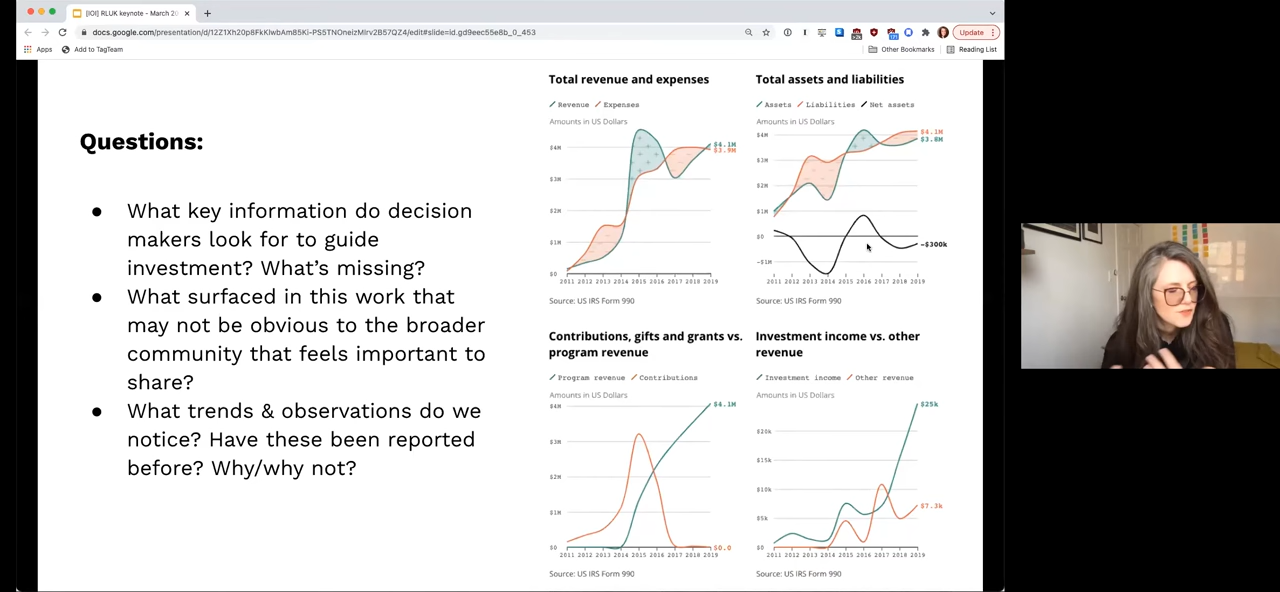 [IOI] RLUK keynote - March 20
docs.google.com/presentation/d/12Z1Xh20p8FkKlwbAm85Ki-PS5TNOneizMlrv2B57QZ4/edit#slide=id.gd9eec55e8b_0_453
Update
Apps
Add to TagTeam
Other Bookmarks
Reading List
Questions:
● What key information do decision
makers look for to guide
investment? What's missing?
● What surfaced in this work that
may not be obvious to the broader
community that feels important to
share?
● What trends & observations do we
notice? Have these been reported
before? Why/why not?
Total revenue and expenses
Revenue Expenses
Amounts in US Dollars
$4M
$3M
$2M
$1M
$0
$4.1M
$3.9M
2011 2012 2013 2014 2015 2016 2017 2018 2019
Source: US IRS Form 990
Total assets and liabilities
Assets Liabilities Net assets
Amounts in US Dollars
$4M
$3M
$2M
$1M
$0
-$1M
$4.1M
$3.8M
-$300k
2011 2012 2013 2014 2015 2016 2017 2018 2019
Source: US IRS Form 990
Contributions, gifts and grants vs.
program revenue
Program revenue Contributions
Amounts in US Dollars
$4M
$3M
$2M
$1M
$0
$4.1M
$0.0
2011 2012 2013 2014 2015 2016 2017 2018 2019
Source: US IRS Form 990
Investment income vs. other
revenue
Investment income Other revenue
Amounts in US Dollars
$20k
$15k
$10k
$5k
$0
$25k
$7.3k
2011 2012 2013 2014 2015 2016 2017 2018 2019
Source: US IRS Form 990